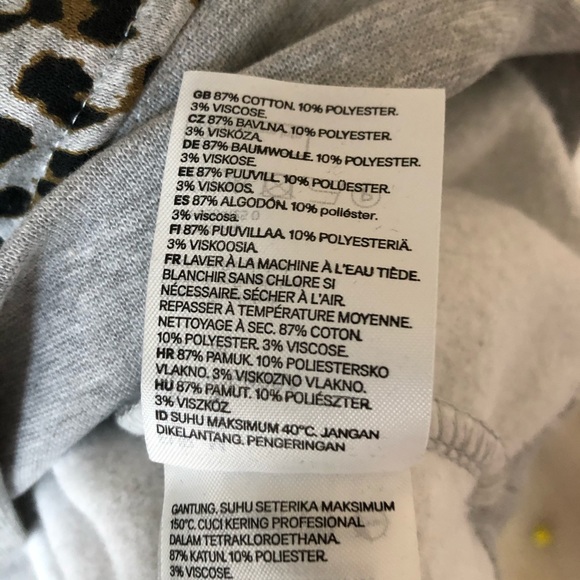 GB 87% COTTON. 10% POLYESTER.
3% VISCOSE.
CZ 87% BAVLNA. 10% POLYESTER.
3% VISKÓZA.
DE 87% BAUMWOLLE. 10% POLYESTER.
3% VISKOSE.
EE 87% PUUVILL. 10% POLÜESTER.
3% VISKOOS.
ES 87% ALGODÓN. 10% poliéster.
3% viscosa.
FI 87% PUUVILLAA. 10% POLYESTERIÄ.
3% VISKOOSIA.
FR LAVER À LA MACHINE À L'EAU TIÈDE.
BLANCHIR SANS CHLORE SI
NÉCESSAIRE. SÉCHER À L'AIR.
REPASSER À TEMPÉRATURE MOYENNE.
NETTOYAGE À SEC. 87% COTON.
10% POLYESTER. 3% VISCOSE.
HR 87% PAMUK. 10% POLIESTERSKO
VLAKNO. 3% VISKOZNO VLAKNO.
HU 87% PAMUT. 10% POLIÉSZTER.
3% VISZKÓZ.
ID SUHU MAKSIMUM 40°C. JANGAN
DIKELANTANG. PENGERINGAN
GANTUNG. SUHU SETERIKA MAKSIMUM
150°C. CUCI KERING PROFESIONAL
DALAM TETRAKLOROETHANA.
87% KATUN. 10% POLIESTER.
3% VISCOSE.